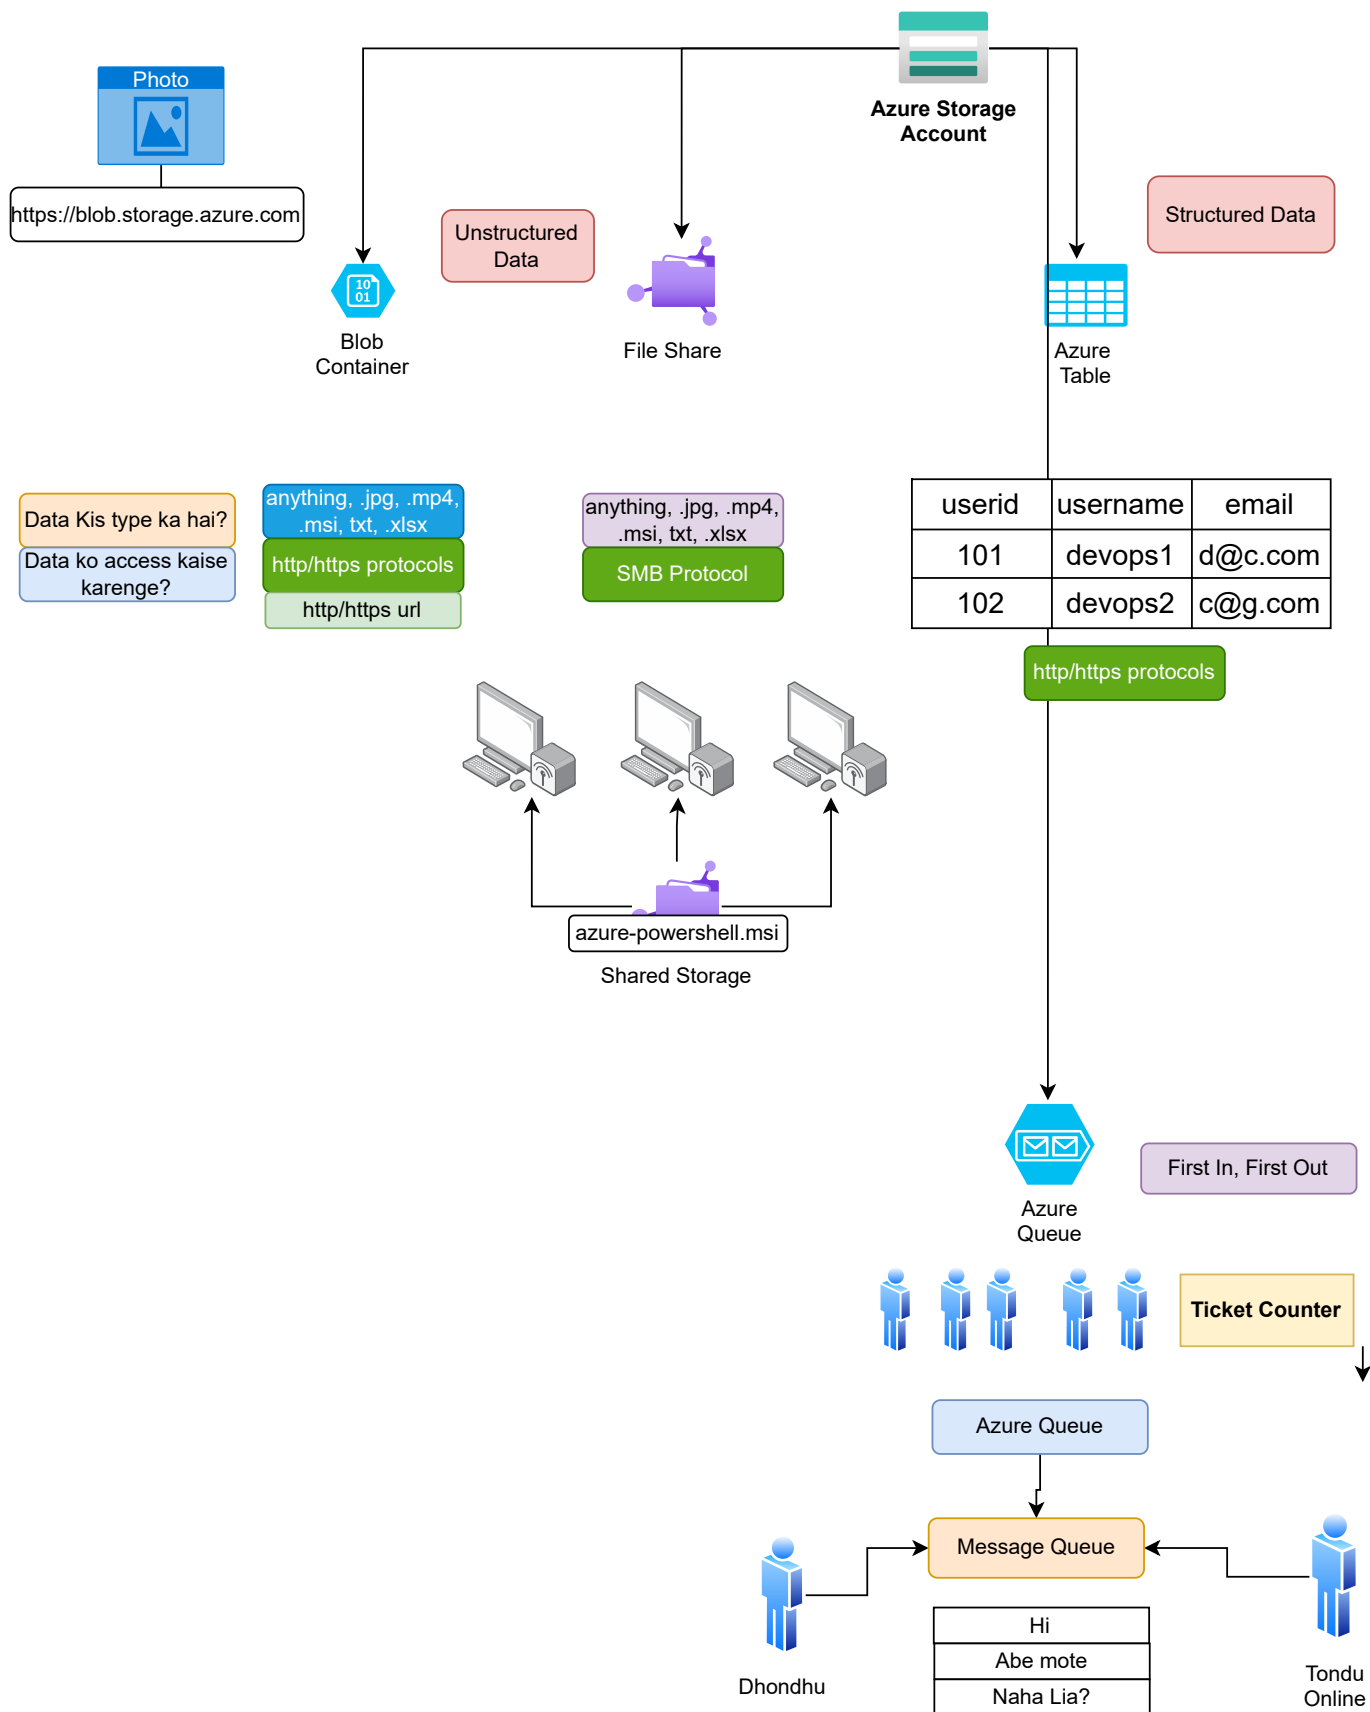 Photo
https://blob.storage.azure.com
Azure Storage
Account
Unstructured
Data
Structured Data
Blob
Container
File Share
Azure
Table
Data Kis type ka hai?
Data ko access kaise
karenge?
anything, .jpg, .mp4,
.msi, txt, .xlsx
http/https protocols
http/https url
anything, .jpg, .mp4,
.msi, txt, .xlsx
SMB Protocol
userid username email
101 devops1 d@c.com
102 devops2 c@g.com
http/https protocols
azure-powershell.msi
Shared Storage
Azure
Queue
First In, First Out
Ticket Counter
Azure Queue
Message Queue
Hi
Abe mote
Naha Lia?
Dhondhu
Tondu
Online
10
01